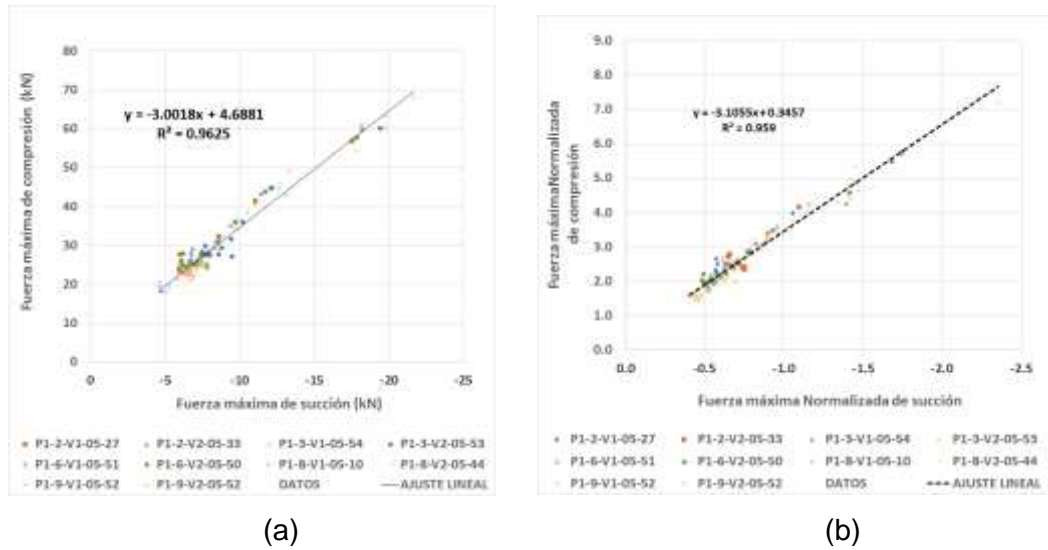 80
70
60
50
40
30
20
10
0
y = -3.0018x + 4.6881
R² = 0.9625
Fuerza máxima de compresión (kN)
0 -5 -10 -15 -20 -25
Fuerza máxima de succión (kN)
P1-2-V1-05-27 P1-2-V2-05-33 P1-3-V1-05-54 P1-3-V2-05-53
P1-6-V1-05-51 P1-6-V2-05-50 P1-8-V1-05-10 P1-8-V2-05-44
P1-9-V1-05-52 P1-9-V2-05-52 DATOS AJUSTE LINEAL
(a)
9.0
8.0
7.0
6.0
5.0
4.0
3.0
2.0
1.0
0.0
y = -3.1055x+0.3457
R² = 0.959
Fuerza máximaNormalizada
de compresión
0.0 -0.5 -1.0 -1.5 -2.0 -2.5
Fuerza máxima Normalizada de succión
P1-2-V1-05-27 P1-2-V2-05-33 P1-3-V1-05-54 P1-3-V2-05-53
P1-6-V1-05-51 P1-6-V2-05-50 P1-8-V1-05-10 P1-8-V2-05-44
P1-9-V1-05-52 P1-9-V2-05-52 DATOS AJUSTE LINEAL
(b)